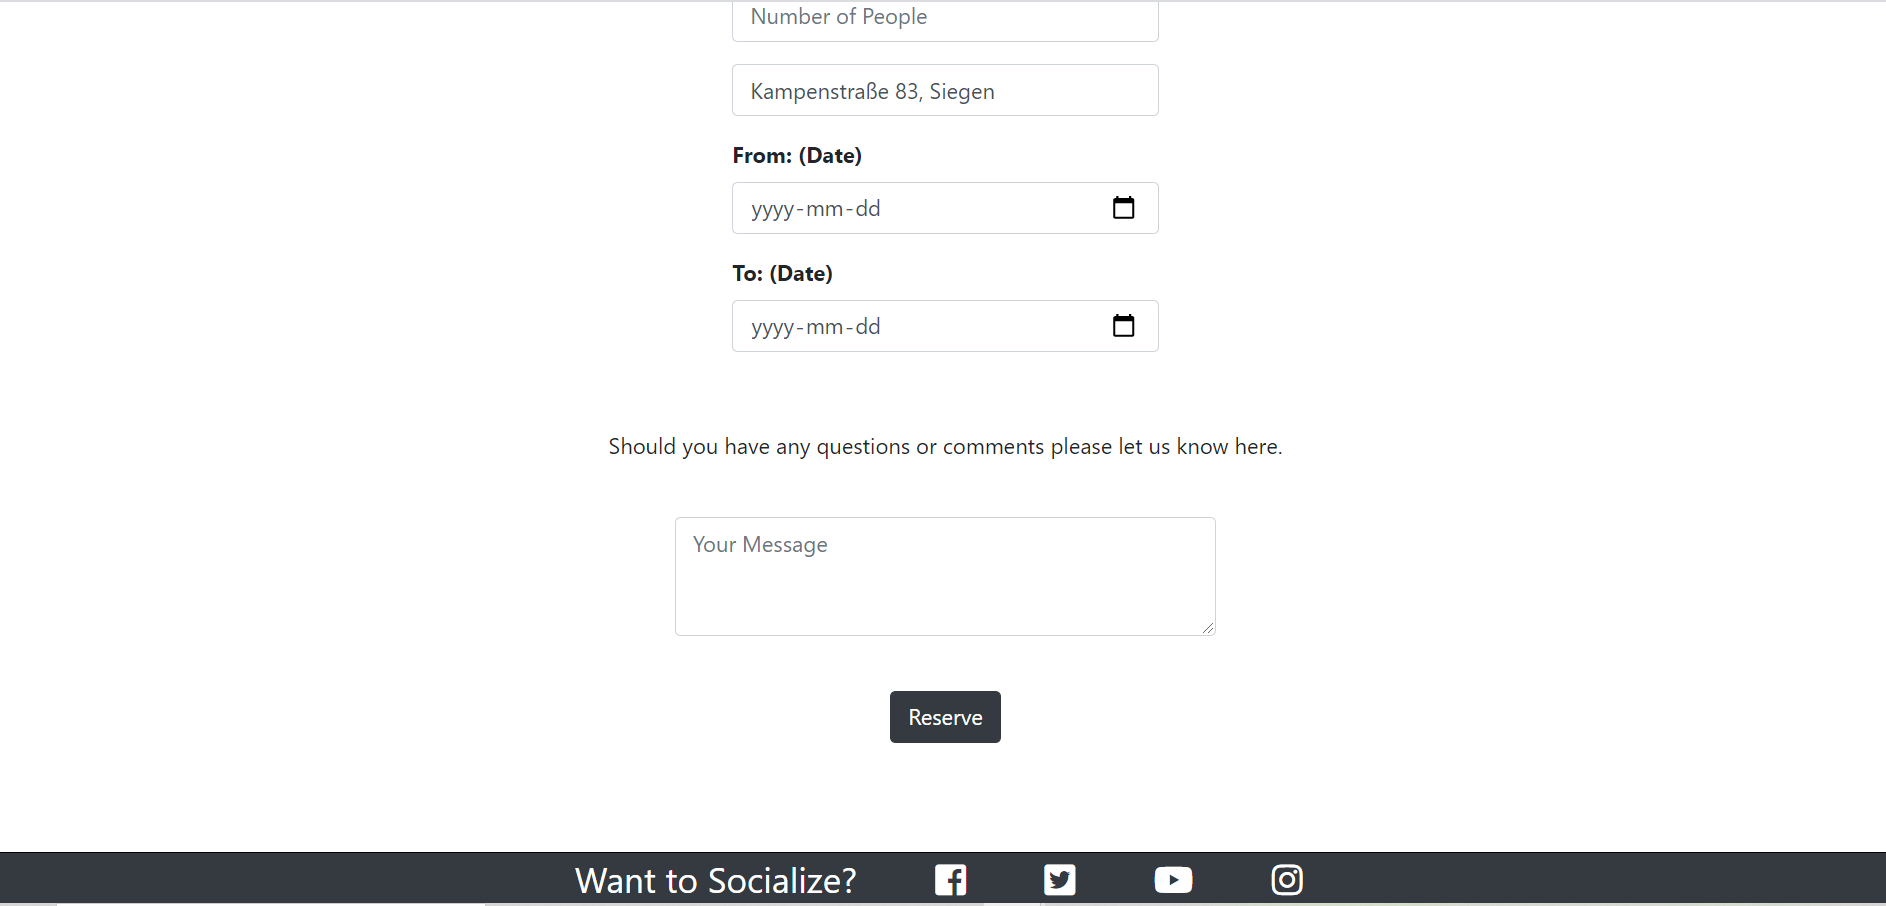 Number of People
Kampenstraße 83, Siegen
From: (Date)
yyyy-mm-dd
To: (Date)
yyyy-mm-dd
Should you have any questions or comments please let us know here.
Your Message
Reserve
Want to Socialize?